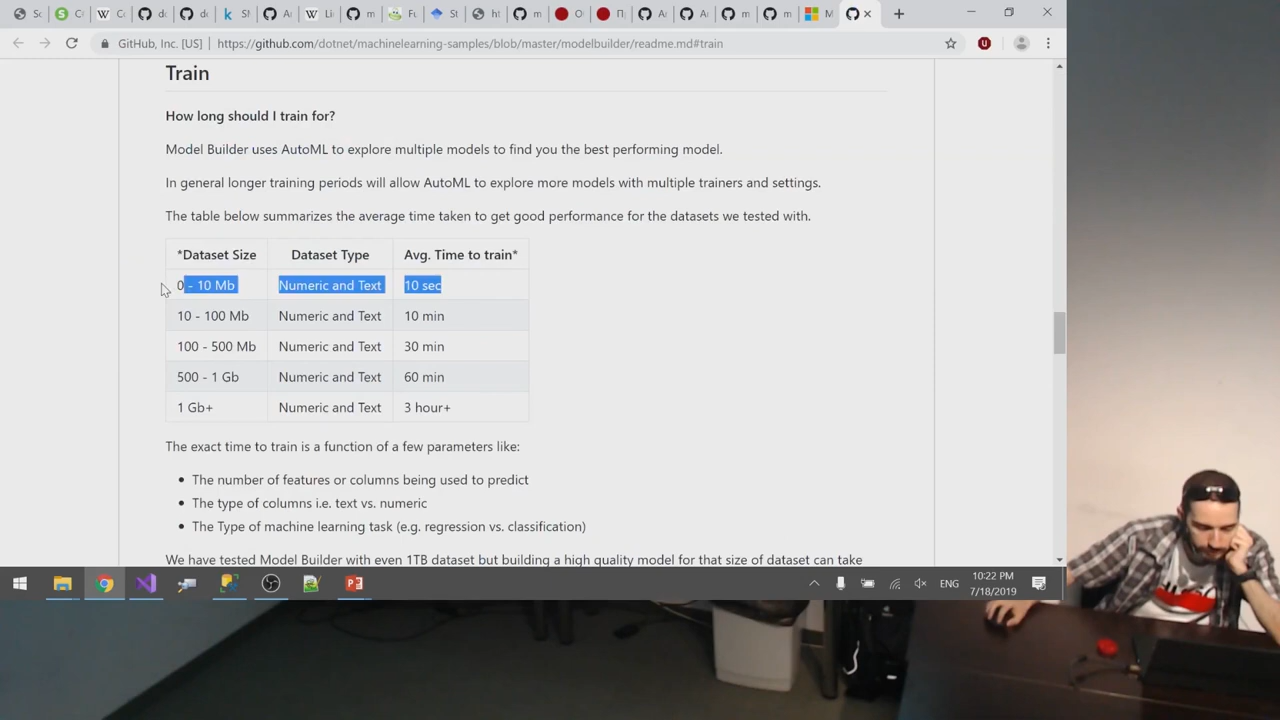 GitHub, Inc. [US]
https://github.com/dotnet/machinelearning-samples/blob/master/modelbuilder/readme.md#train
Train
How long should I train for?
Model Builder uses AutoML to explore multiple models to find you the best performing model.
In general longer training periods will allow AutoML to explore more models with multiple trainers and settings.
The table below summarizes the average time taken to get good performance for the datasets we tested with.
*Dataset Size Dataset Type Avg. Time to train*
0 - 10 Mb Numeric and Text 10 sec
10 - 100 Mb Numeric and Text 10 min
100 - 500 Mb Numeric and Text 30 min
500 - 1 Gb Numeric and Text 60 min
1 Gb+ Numeric and Text 3 hour+
The exact time to train is a function of a few parameters like:
The number of features or columns being used to predict
The type of columns i.e. text vs. numeric
The Type of machine learning task (e.g. regression vs. classification)
We have tested Model Builder with even 1TB dataset but building a high quality model for that size of dataset can take
ENG
10:22 PM
7/18/2019